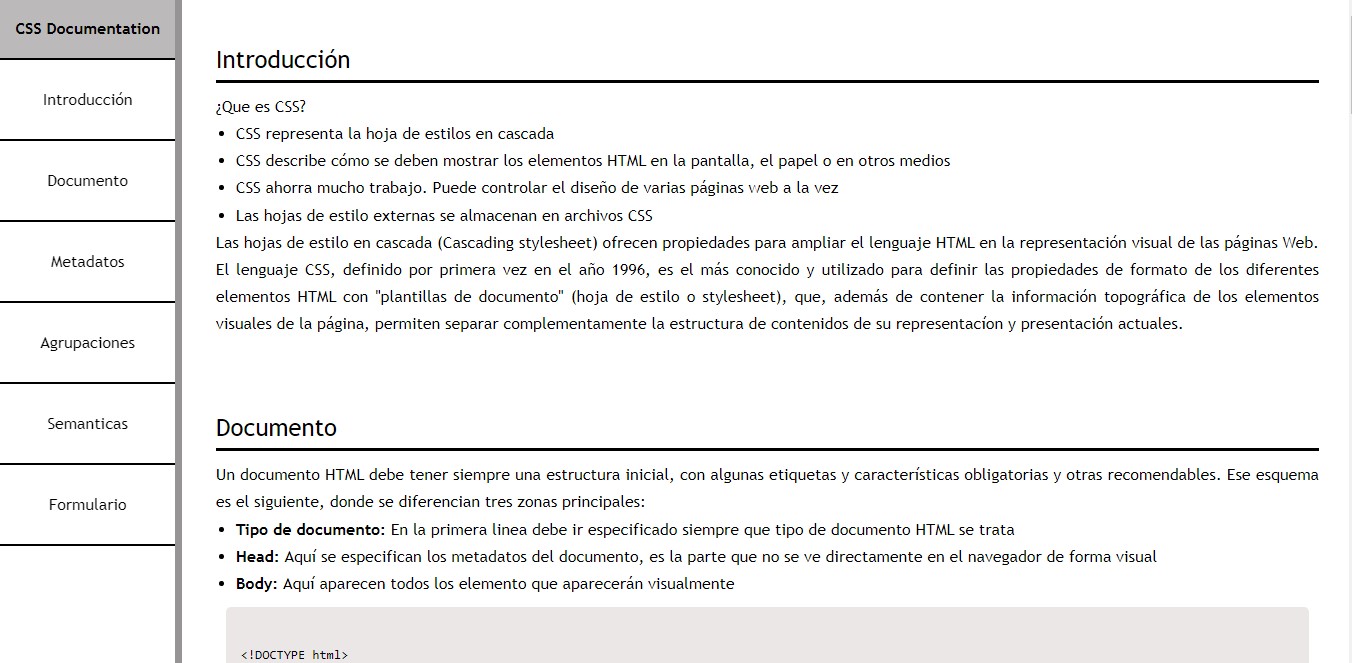 CSS Documentation
Introducción
Documento
Metadatos
Agrupaciones
Semanticas
Formulario
Introducción
¿Que es CSS?
• CSS representa la hoja de estilos en cascada
• CSS describe cómo se deben mostrar los elementos HTML en la pantalla, el papel o en otros medios
• CSS ahorra mucho trabajo. Puede controlar el diseño de varias páginas web a la vez
• Las hojas de estilo externas se almacenan en archivos CSS
Las hojas de estilo en cascada (Cascading stylesheet) ofrecen propiedades para ampliar el lenguaje HTML en la representación visual de las páginas Web.
El lenguaje CSS, definido por primera vez en el año 1996, es el más conocido y utilizado para definir las propiedades de formato de los diferentes
elementos HTML con "plantillas de documento" (hoja de estilo o stylesheet), que, además de contener la información topográfica de los elementos
visuales de la página, permiten separar complementamente la estructura de contenidos de su representacíon y presentación actuales.
Documento
Un documento HTML debe tener siempre una estructura inicial, con algunas etiquetas y características obligatorias y otras recomendables. Ese esquema
es el siguiente, donde se diferencian tres zonas principales:
• Tipo de documento: En la primera linea debe ir especificado siempre que tipo de documento HTML se trata
• Head: Aquí se especifican los metadatos del documento, es la parte que no se ve directamente en el navegador de forma visual
• Body: Aquí aparecen todos los elemento que aparecerán visualmente
<!DOCTYPE html>